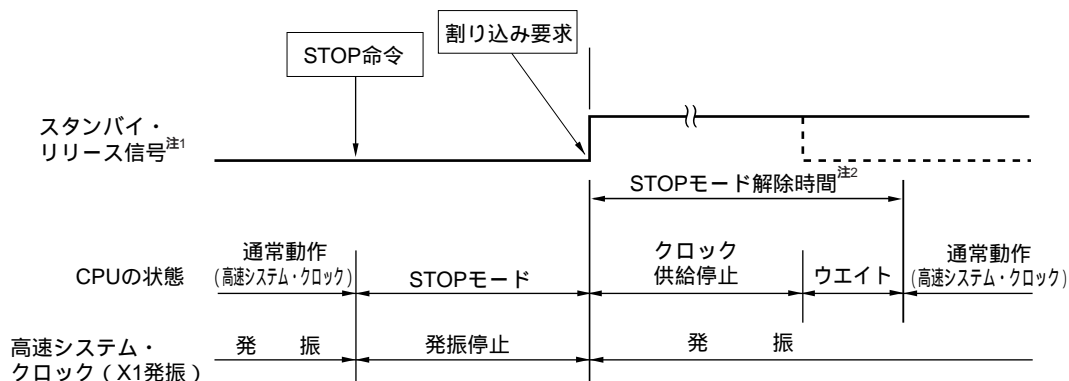 割り込み要求
STOP命令
スタンバイ・
リリース信号注1
STOPモード解除時間注2
CPUの状態
通常動作
(高速システム・クロック)
STOPモード
クロック
供給停止
ウエイト
通常動作
(高速システム・クロック)
高速システム・
クロック(X1発振)
発 振
発振停止
発 振